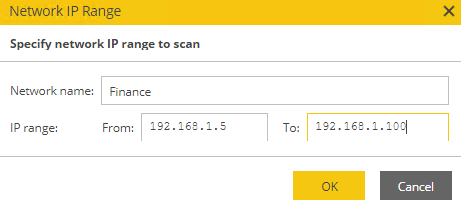 Network IP Range
Specify network IP range to scan
Network name: Finance
IP range: From: 192.168.1.5 To: 192.168.1.100
OK Cancel